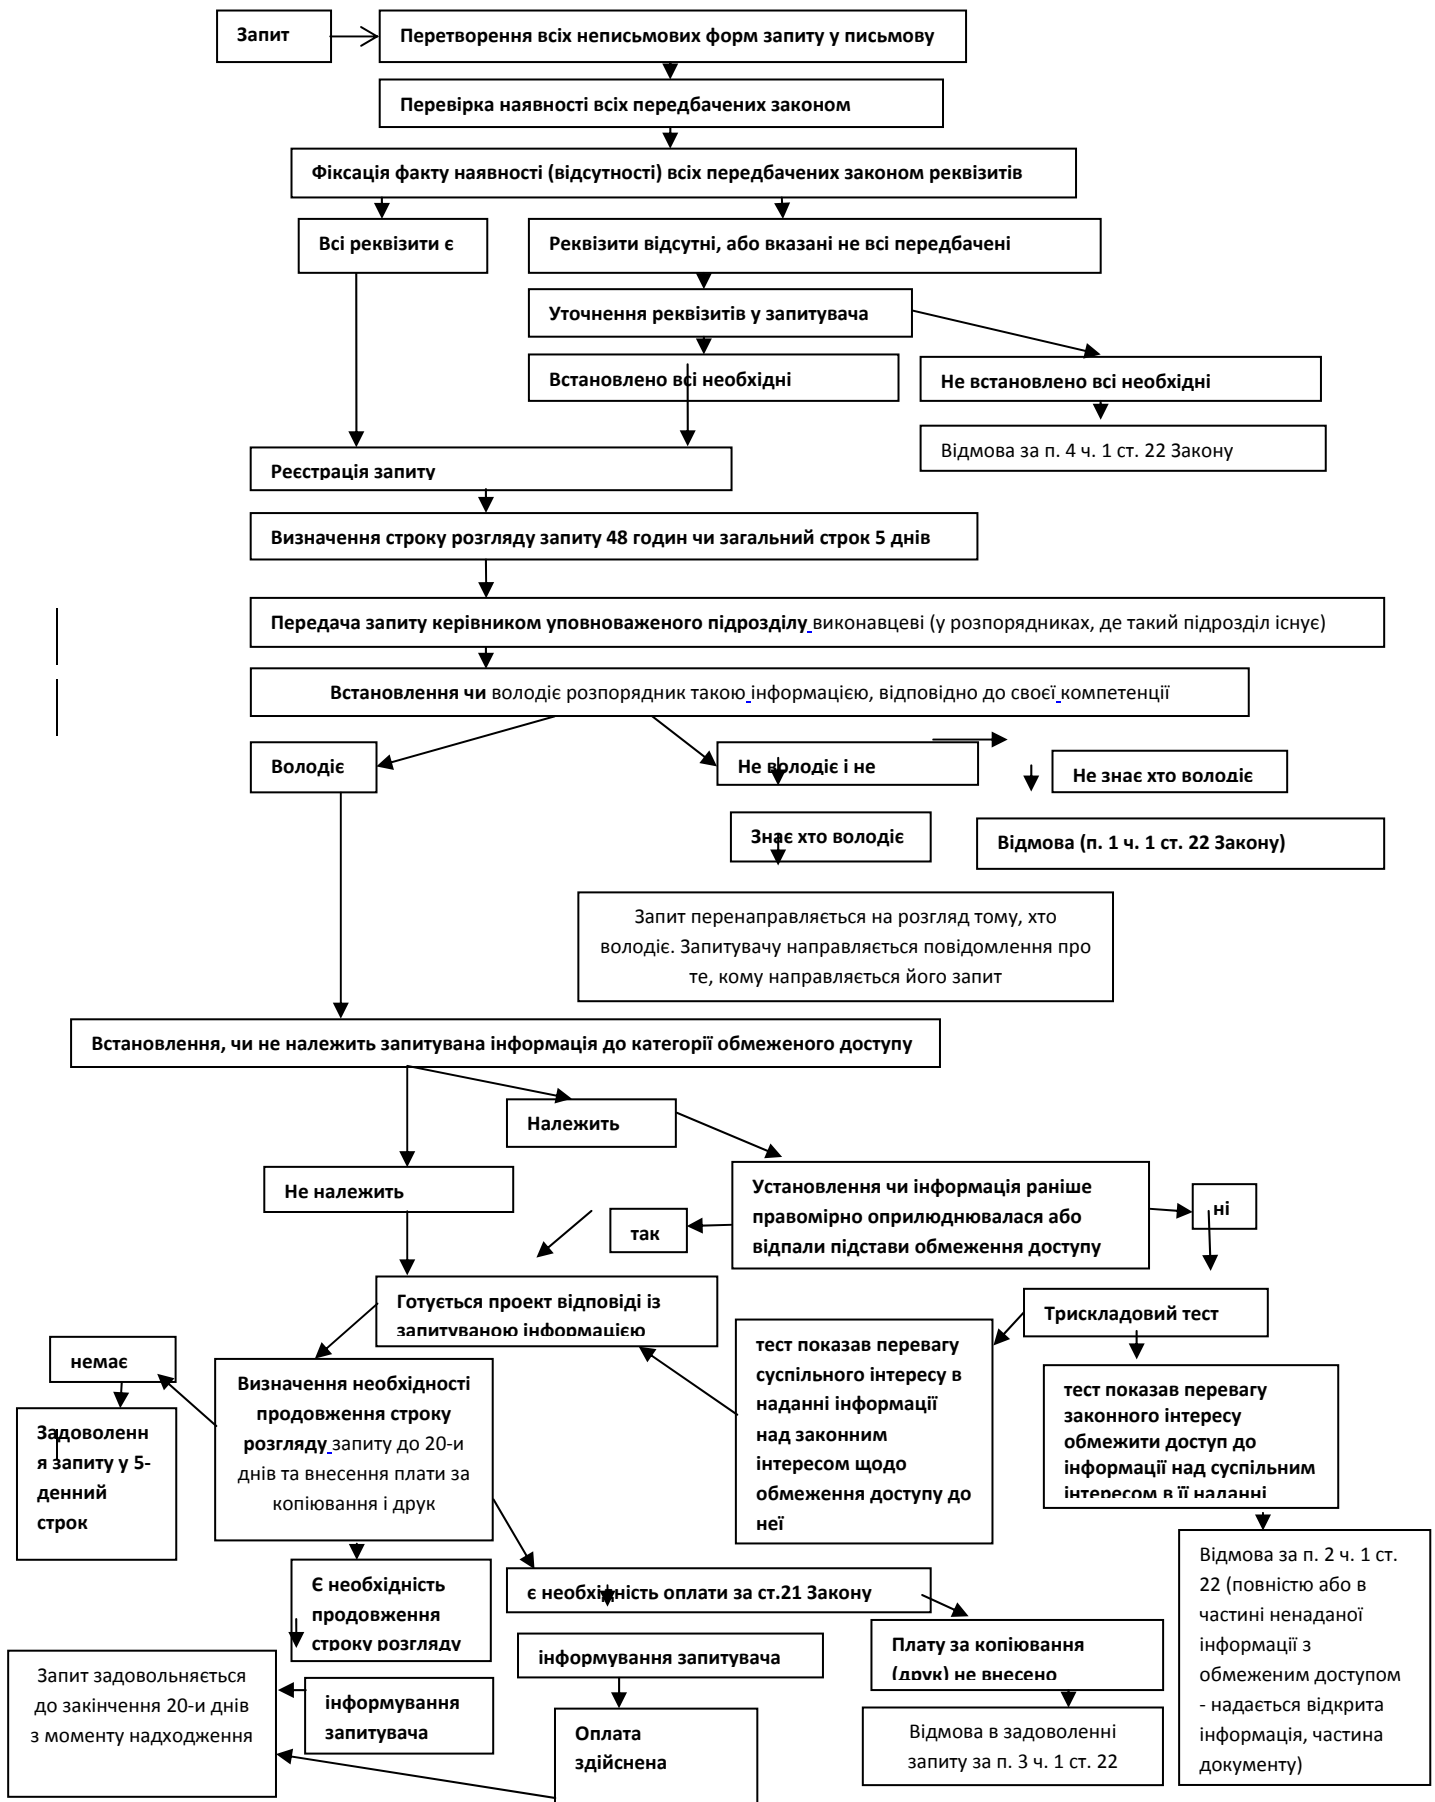 Запит
Перетворення всіх неписьмових форм запиту у письмову
Перевірка наявності всіх передбачених законом
Фіксація факту наявності (відсутності) всіх передбачених законом реквізитів
Всі реквізити є
Реквізити відсутні, або вказані не всі передбачені
Уточнення реквізитів у запитувача
Встановлено всі необхідні
Не встановлено всі необхідні
Відмова за п. 4 ч. 1 ст. 22 Закону
Реєстрація запиту
Визначення строку розгляду запиту 48 годин чи загальний строк 5 днів
Передача запиту керівником уповноваженого підрозділу виконавцеві (у розпорядниках, де такий підрозділ існує)
Встановлення чи володіє розпорядник такою інформацією, відповідно до своєї компетенції
Володіє
Не володіє і не
Не знає хто володіє
Знає хто володіє
Відмова (п. 1 ч. 1 ст. 22 Закону)
Запит перенаправляється на розгляд тому, хто
володіє. Запитувачу направляється повідомлення про
те, кому направляється його запит
Встановлення, чи не належить запитувана інформація до категорії обмеженого доступу
Належить
Не належить
Установлення чи інформація раніше
правомірно оприлюднювалася або
відпали підстави обмеження доступу
так
ні
Готується проект відповіді із
запитуваною інформацією
Трискладовий тест
тест показав перевагу
суспільного інтересу в
наданні інформації
над законним
інтересом щодо
обмеження доступу до
неї
тест показав перевагу
законного інтересу
обмежити доступ до
інформації над суспільним
інтересом в її наданні
немає
Визначення необхідності
продовження строку
розгляду запиту до 20-и
днів та внесення плати за
копіювання і друк
Задоволенн
я запиту у 5-
денний
строк
Є необхідність
продовження
строку розгляду
є необхідність оплати за ст.21 Закону
Відмова за п. 2 ч. 1 ст.
22 (повністю або в
частині ненаданої
інформації з
обмеженим доступом
- надається відкрита
інформація, частина
документу)
Плату за копіювання
(друк) не внесено
інформування запитувача
Запит задовольняється
до закінчення 20-и днів
з моменту надходження
інформування
запитувача
Оплата
здійснена
Відмова в задоволенні
запиту за п. 3 ч. 1 ст. 22